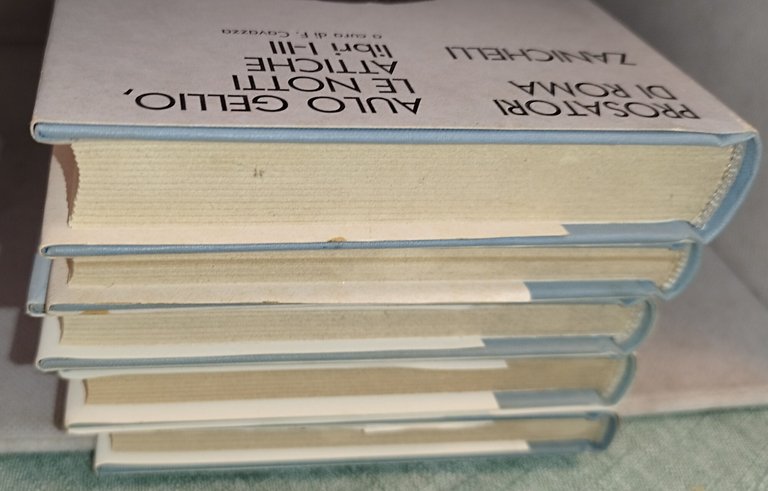 PROSATORI
DI ROMA
ZANICHELLI
AULO GELLIO,
LE NOTTI
ATTICHE
libri I-III
a cura di F. Cavazza